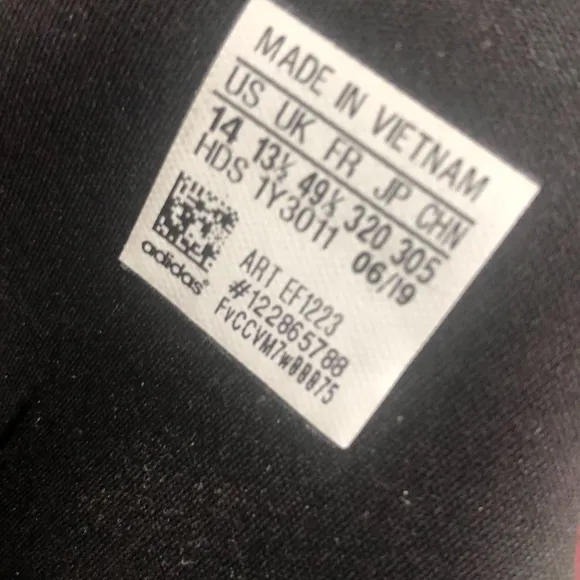 MADE IN VIETNAM
US UK FR JP CHN
14 13½ 49⅓ 320 305
HDS 1Y3011 06/19
ART EF1223
#122865788
adidas®